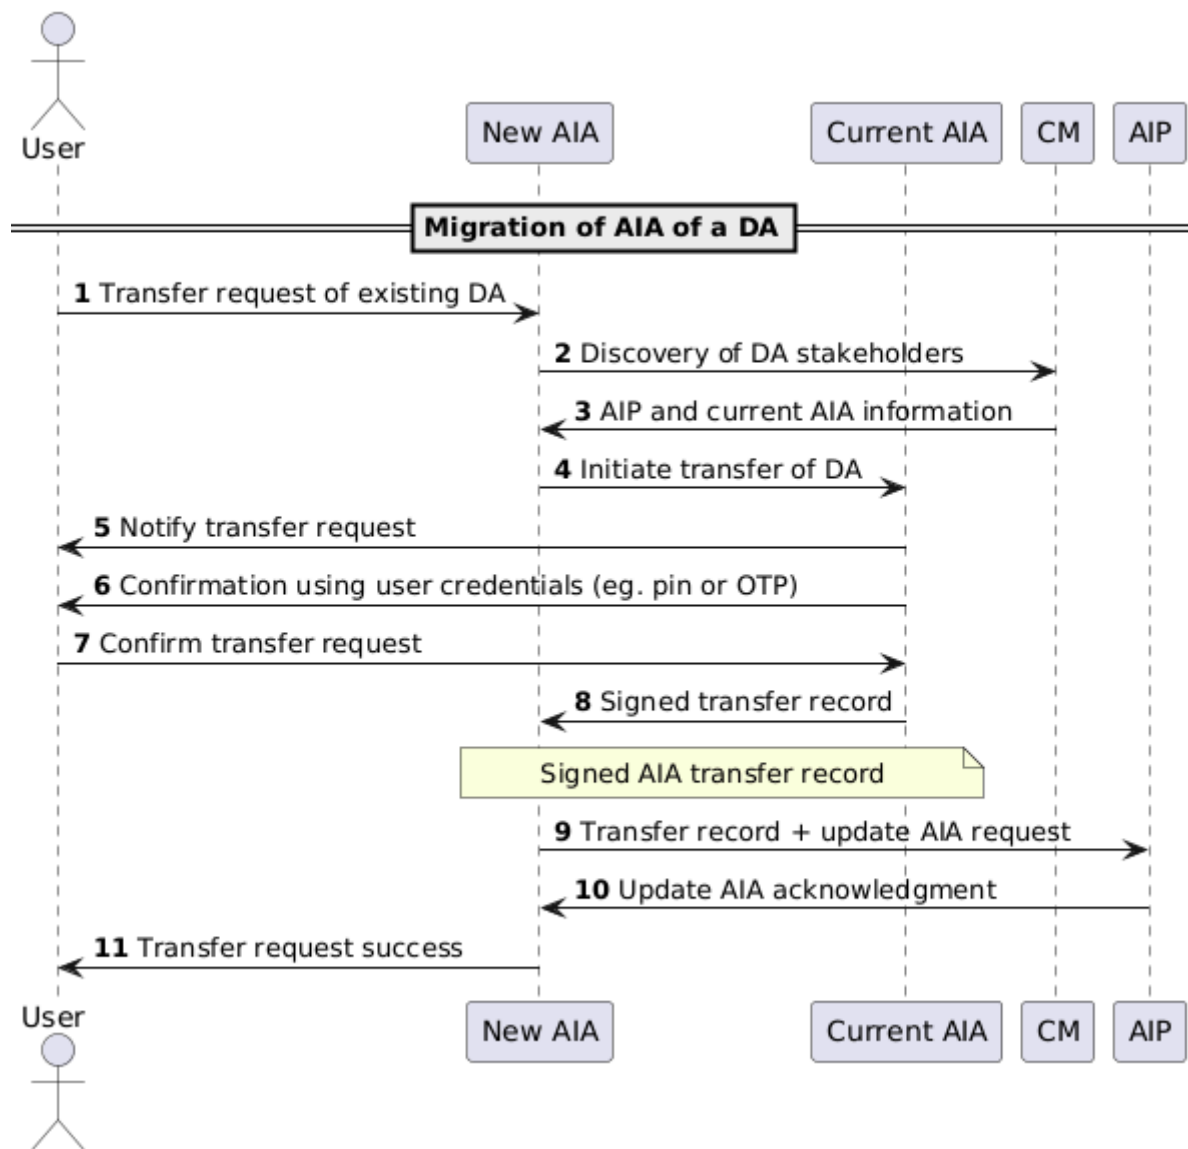 User
New AIA
Current AIA
CM
AIP
Migration of AIA of a DA
1 Transfer request of existing DA
2 Discovery of DA stakeholders
3 AIP and current AIA information
4 Initiate transfer of DA
5 Notify transfer request
6 Confirmation using user credentials (eg. pin or OTP)
7 Confirm transfer request
8 Signed transfer record
Signed AIA transfer record
9 Transfer record + update AIA request
10 Update AIA acknowledgment
11 Transfer request success
User
New AIA
Current AIA
CM
AIP